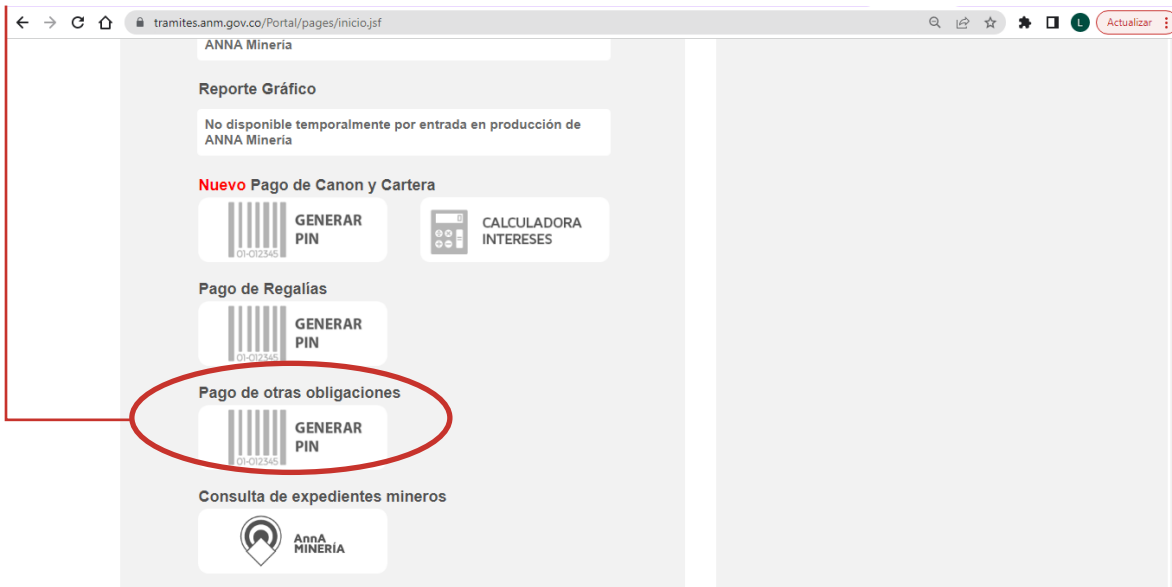 tramites.anm.gov.co/Portal/pages/inicio.jsf
L
Actualizar
ANNA Minería
Reporte Gráfico
No disponible temporalmente por entrada en producción de
ANNA Minería
Nuevo Pago de Canon y Cartera
GENERAR
PIN
01-012345
0
CALCULADORA
INTERESES
Pago de Regalías
GENERAR
PIN
01-012345
Pago de otras obligaciones
GENERAR
PIN
01-012345
Consulta de expedientes mineros
AnnA
MINERÍA